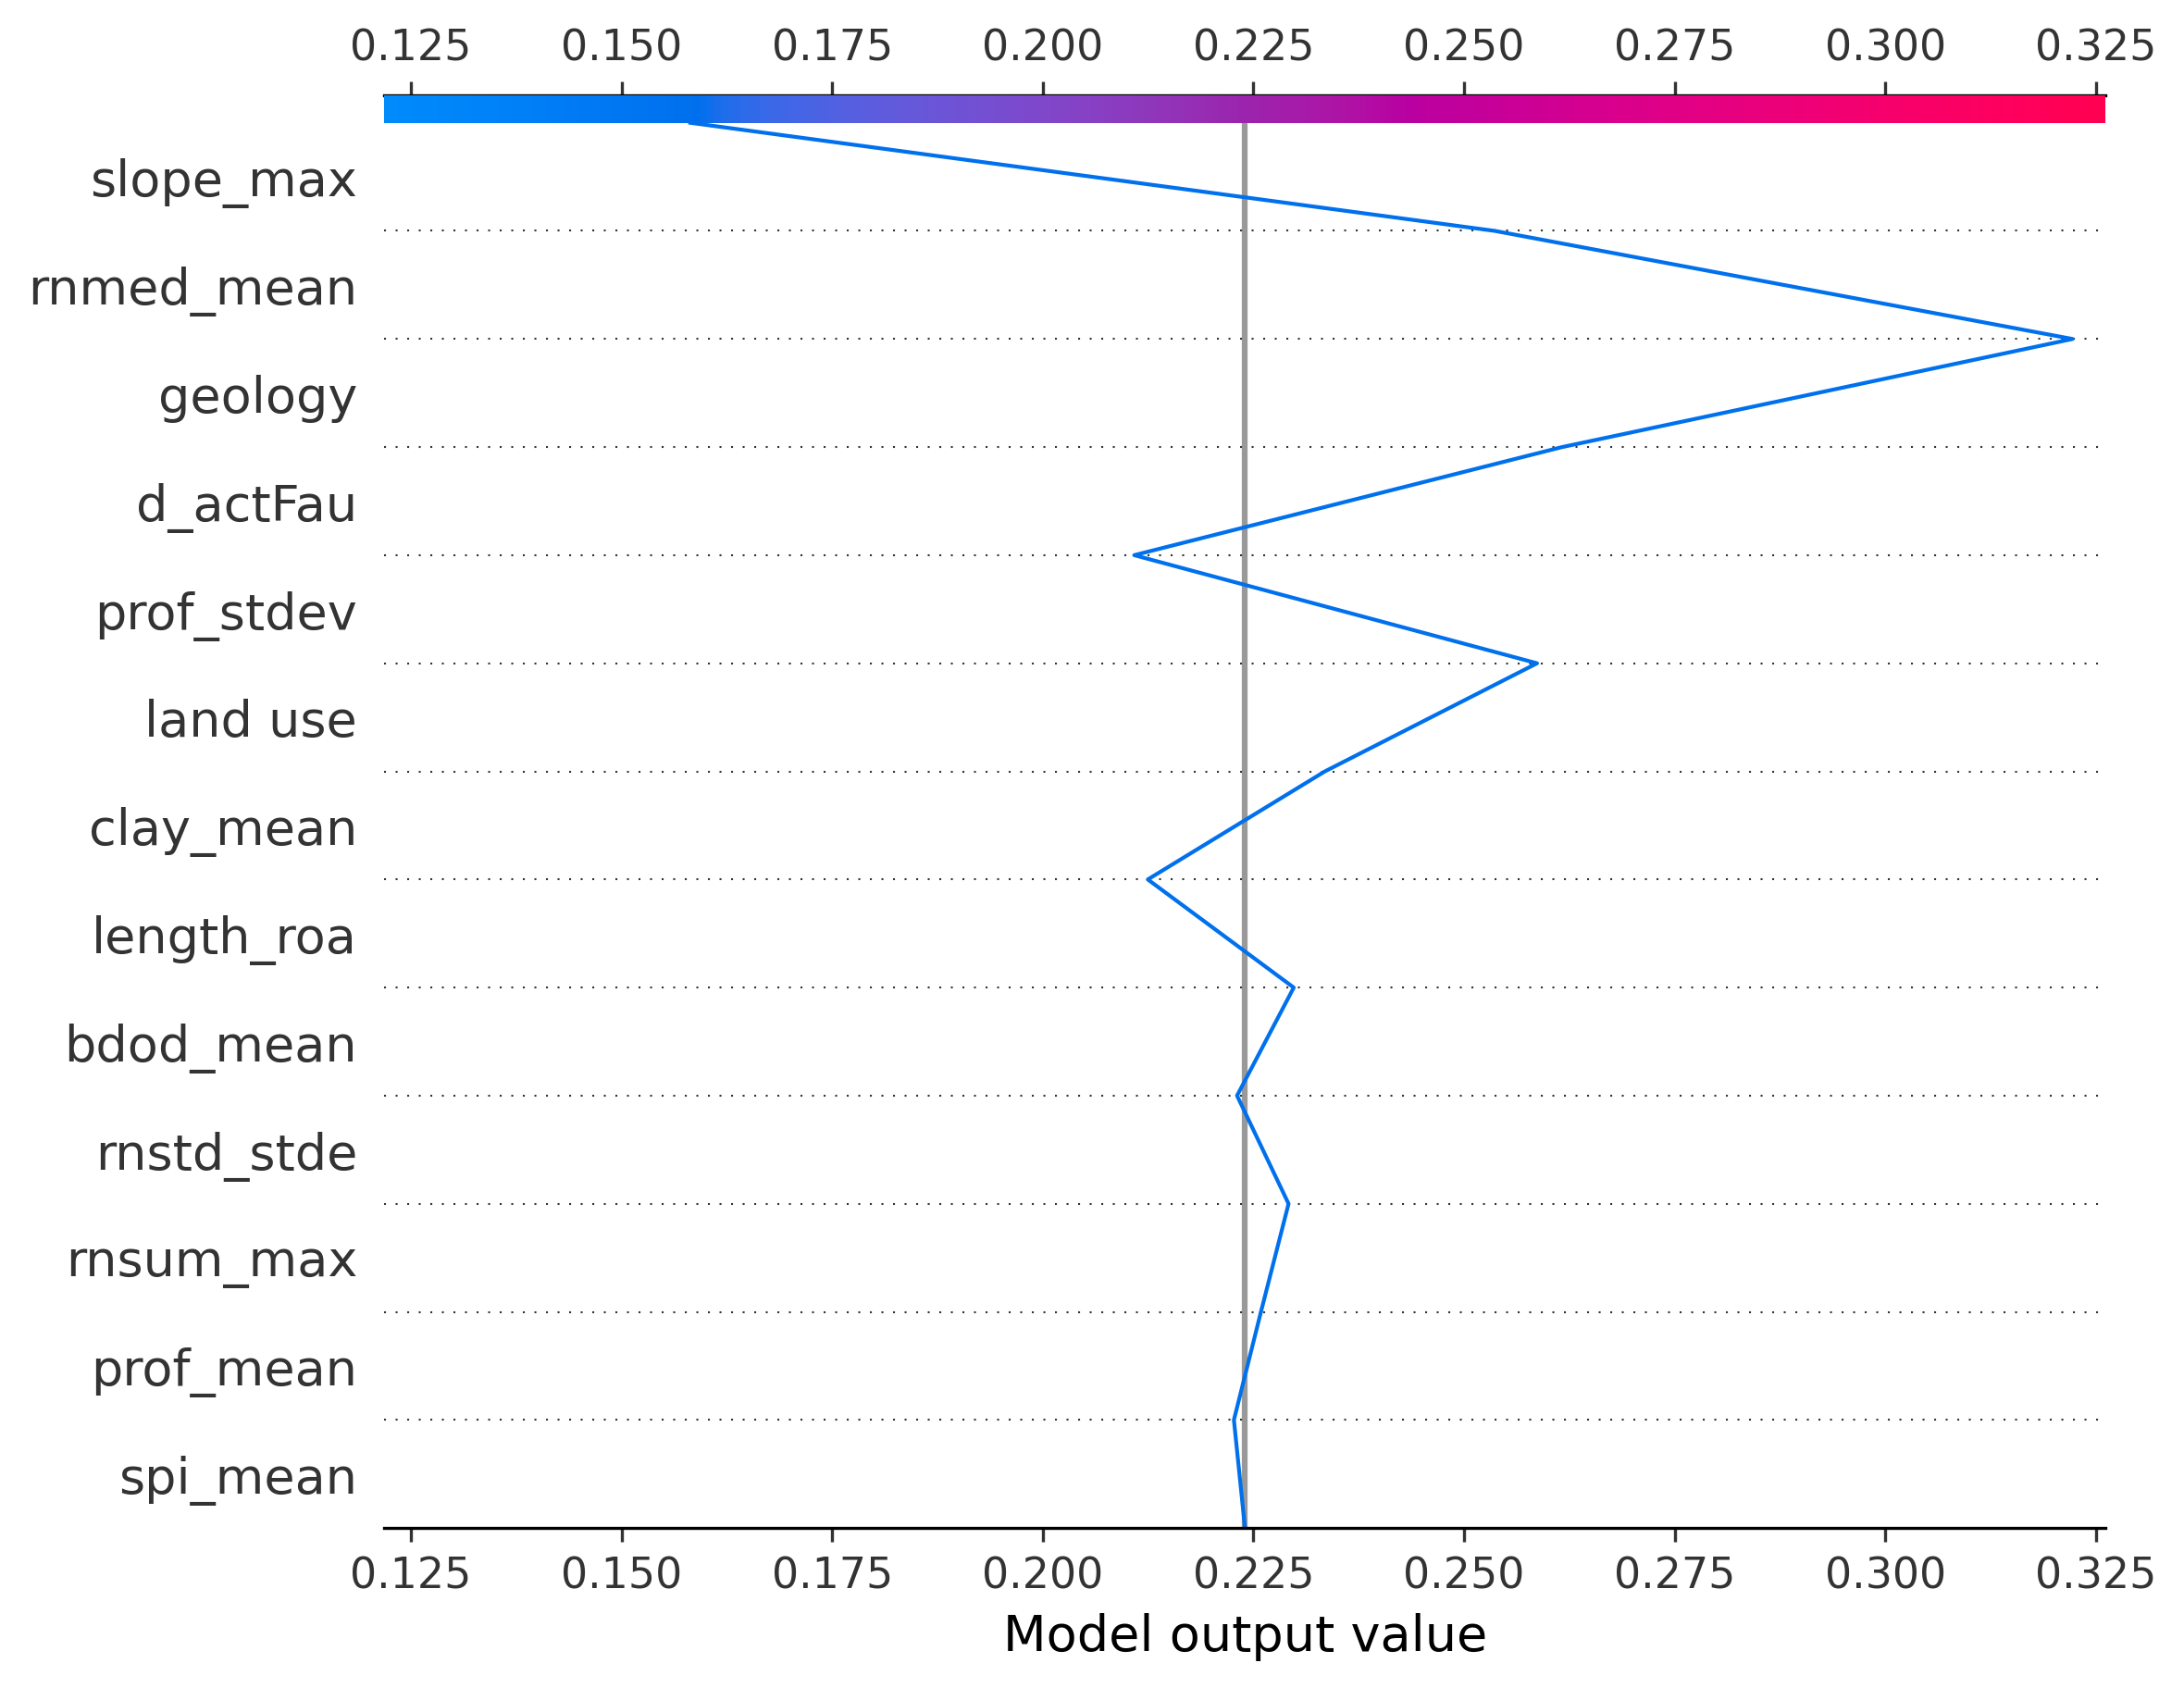 0.125 0.150 0.175 0.200 0.225 0.250 0.275 0.300 0.325
slope_max
rnmed_mean
geology
d_actFau
prof_stdev
land use
clay_mean
length_roa
bdod_mean
rnstd_stde
rnsum_max
prof_mean
spi_mean
0.125 0.150 0.175 0.200 0.225 0.250 0.275 0.300 0.325
Model output value